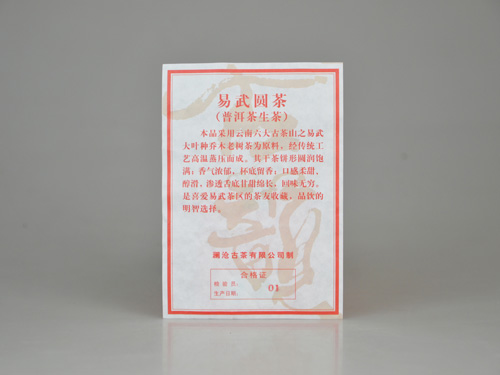 易武圆茶
(普洱茶生茶)
本品采用云南六大古茶山之易武
大叶种乔木老树茶为原料，经传统工
艺高温蒸压而成。其干茶饼形圆润饱
满；香气浓郁，杯底留香；口感柔甜、
醇滑，渗透舌底甘甜绵长，回味无穷。
是喜爱易武茶区的茶友收藏，品饮的
明智选择。
澜沧古茶有限公司制
合格证
检验员:
生产日期: 01